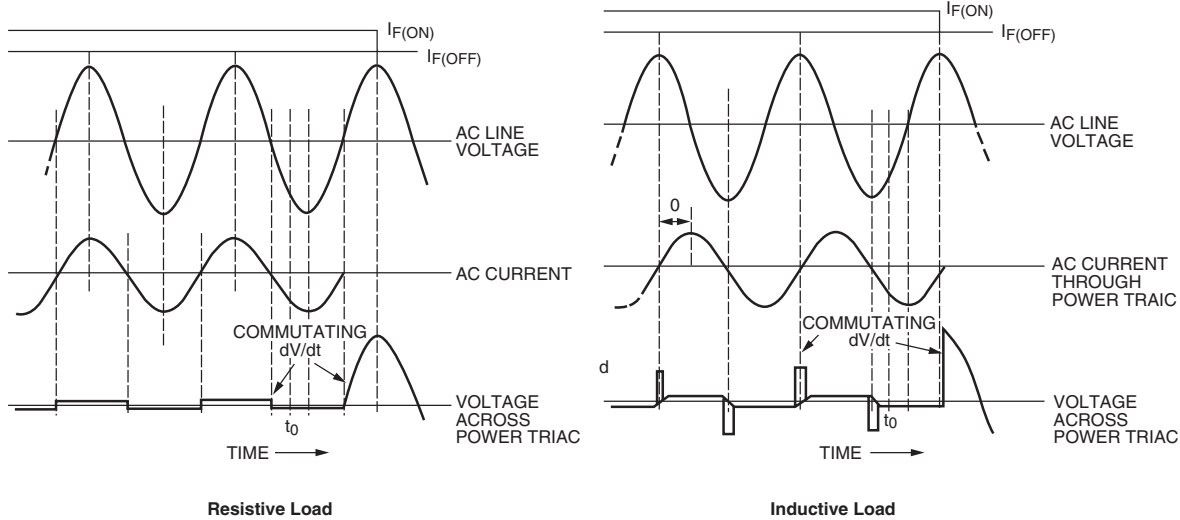 IF(ON)
IF(OFF)
AC LINE
VOLTAGE
AC CURRENT
COMMUTATING
dV/dt
VOLTAGE
ACROSS
POWER TRIAC
t0
TIME
Resistive Load
IF(ON)
IF(OFF)
AC LINE
VOLTAGE
0
AC CURRENT
THROUGH
POWER TRAIC
COMMUTATING
dV/dt
d
VOLTAGE
ACROSS
POWER TRIAC
t0
TIME
Inductive Load